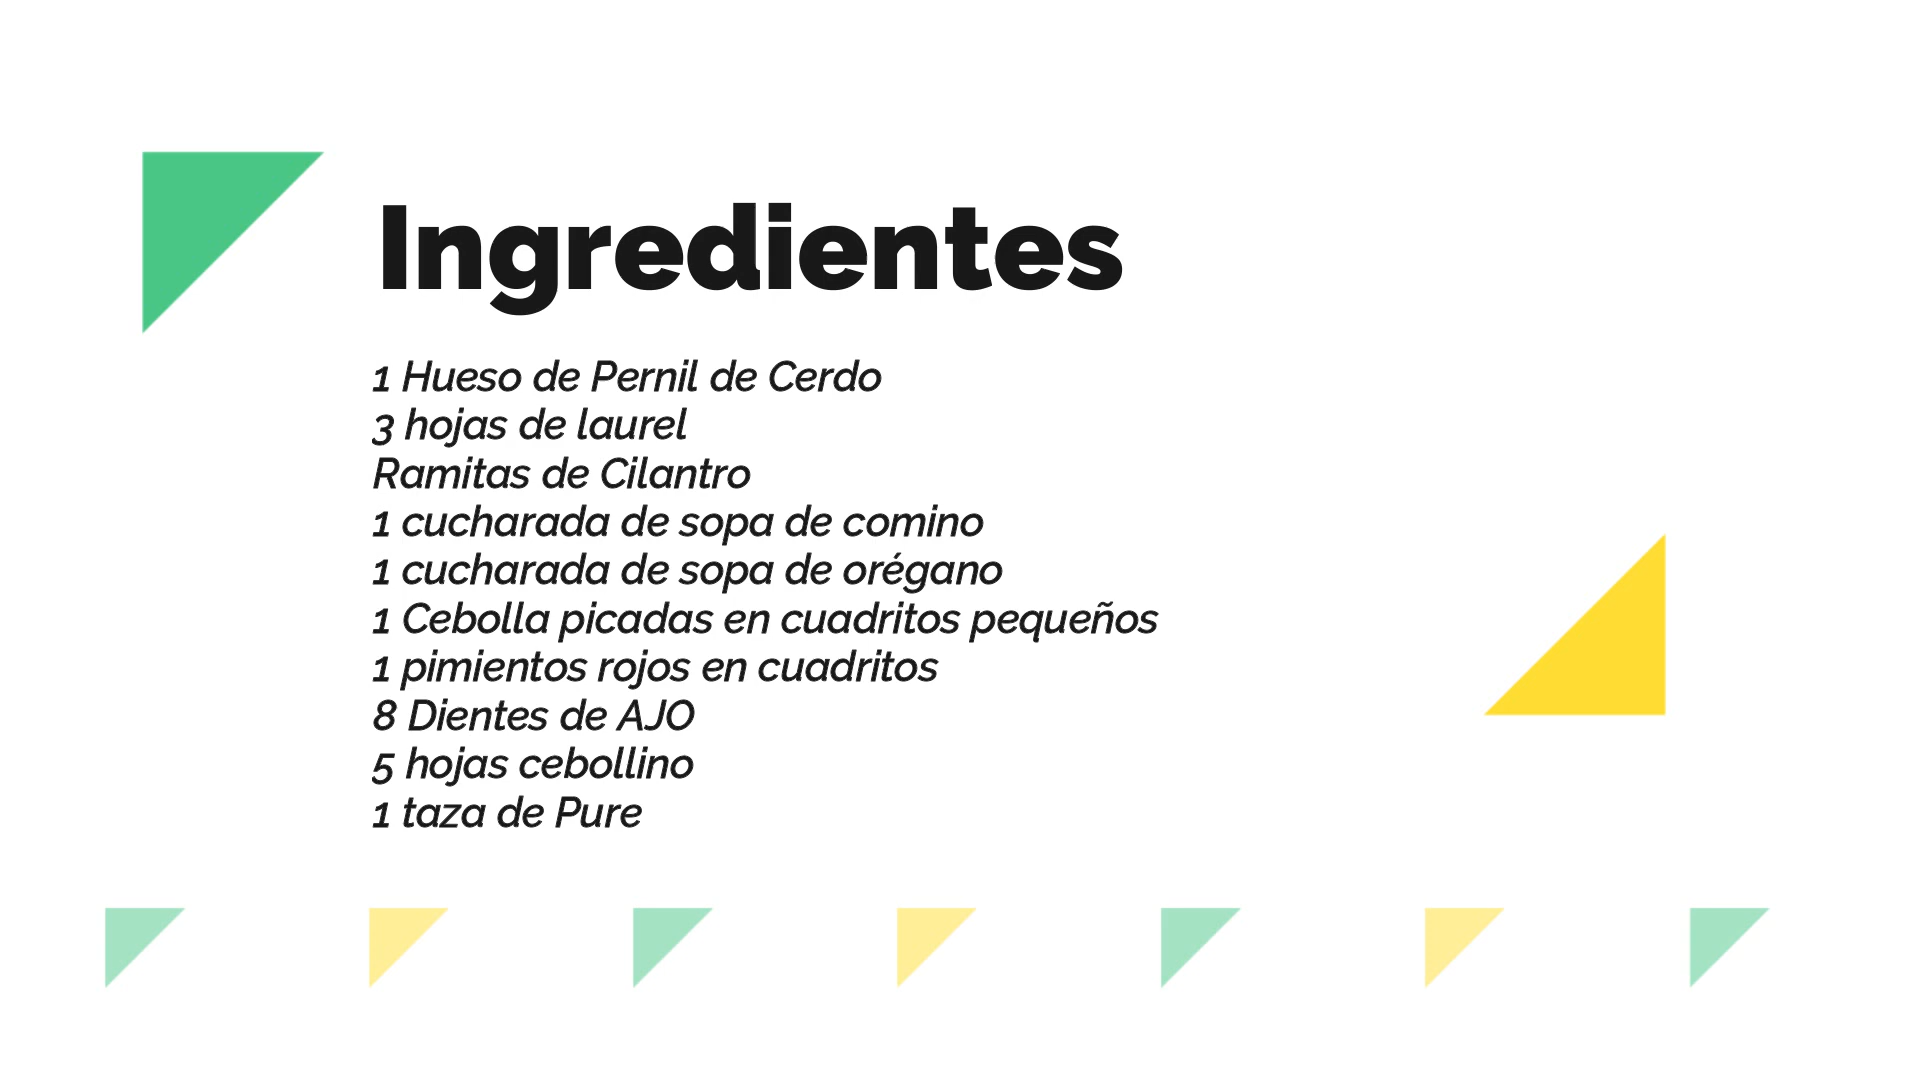 Ingredientes
1 Hueso de Pernil de Cerdo
3 hojas de laurel
Ramitas de Cilantro
1 cucharada de sopa de comino
1 cucharada de sopa de orégano
1 Cebolla picadas en cuadritos pequeños
1 pimientos rojos en cuadritos
8 Dientes de AJO
5 hojas cebollino
1 taza de Pure